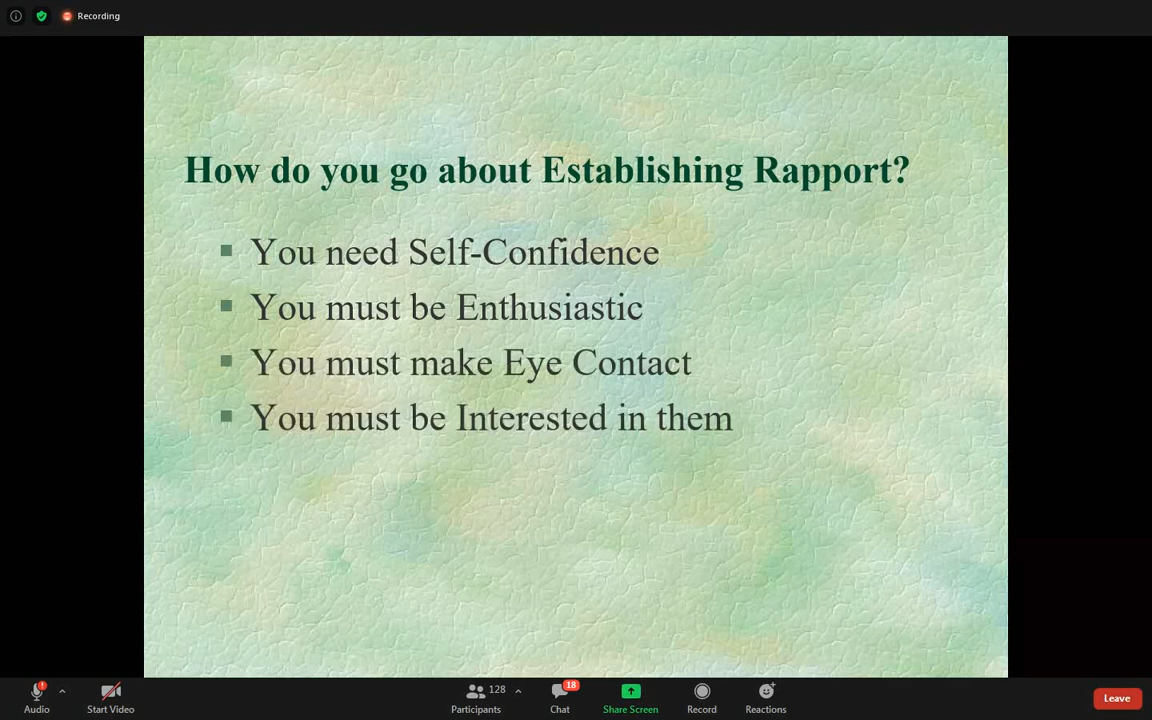 Recording
How do you go about Establishing Rapport?
You need Self-Confidence
You must be Enthusiastic
You must make Eye Contact
You must be Interested in them
Audio
Start Video
128
Participants
18
Chat
Share Screen
Record
Reactions
Leave